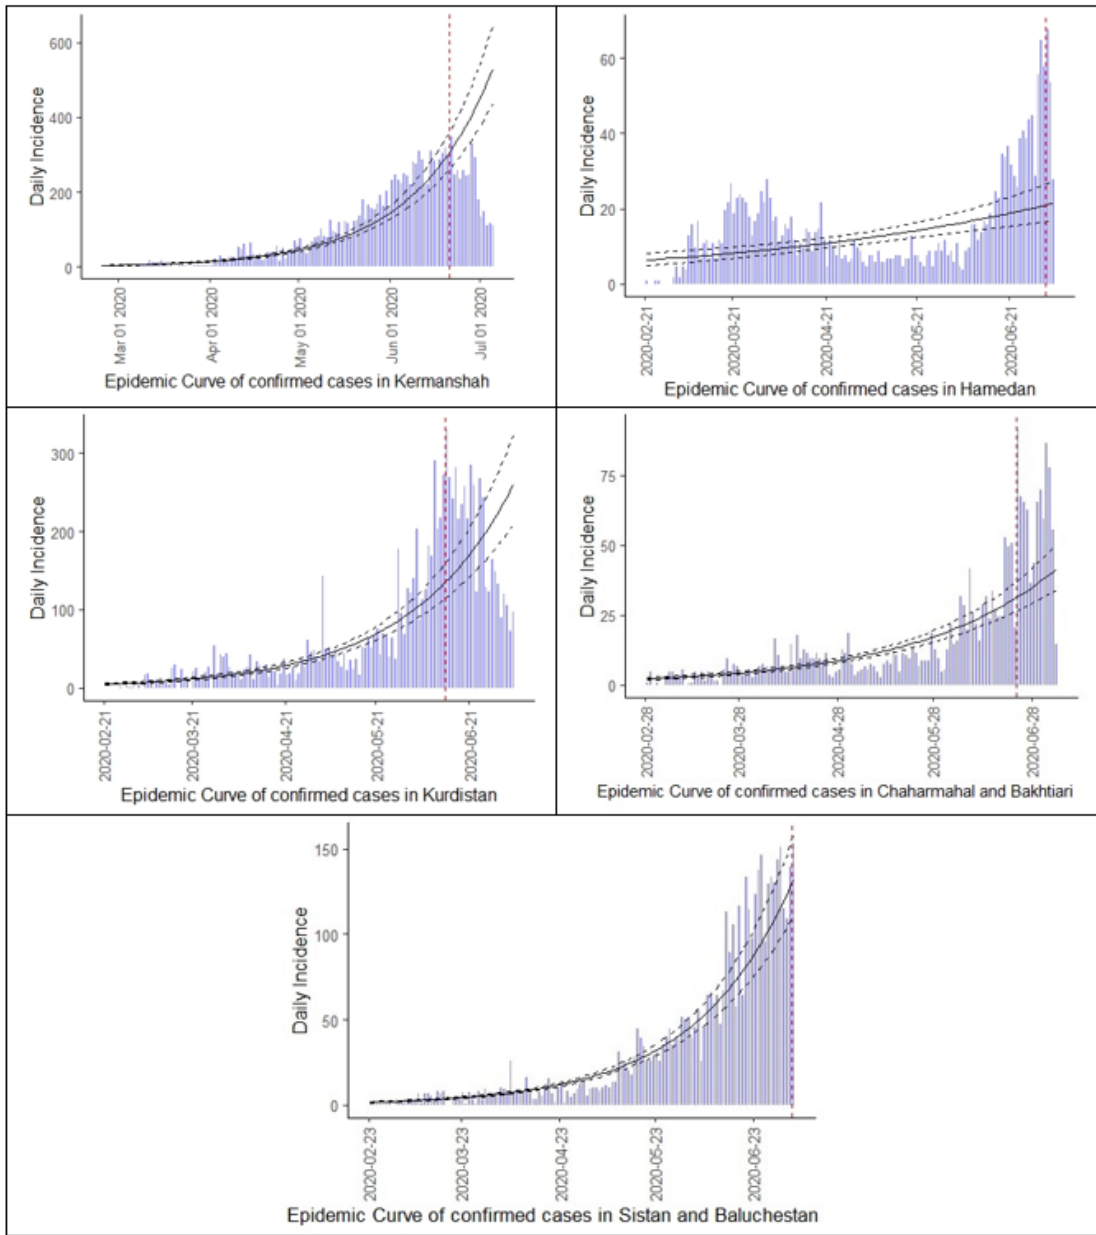 Daily Incidence
600
400
200
0
Mar 01 2020
Apr 01 2020
May 01 2020
Jun 01 2020
Jul 01 2020
Epidemic Curve of confirmed cases in Kermanshah
Daily Incidence
60
40
20
0
2020-02-21
2020-03-21
2020-04-21
2020-05-21
2020-06-21
Epidemic Curve of confirmed cases in Hamedan
Daily Incidence
300
200
100
0
2020-02-21
2020-03-21
2020-04-21
2020-05-21
2020-06-21
Epidemic Curve of confirmed cases in Kurdistan
Daily Incidence
75
50
25
0
2020-02-28
2020-03-28
2020-04-28
2020-05-28
2020-06-28
Epidemic Curve of confirmed cases in Chaharmahal and Bakhtiari
Daily Incidence
150
100
50
0
2020-02-23
2020-03-23
2020-04-23
2020-05-23
2020-06-23
Epidemic Curve of confirmed cases in Sistan and Baluchestan